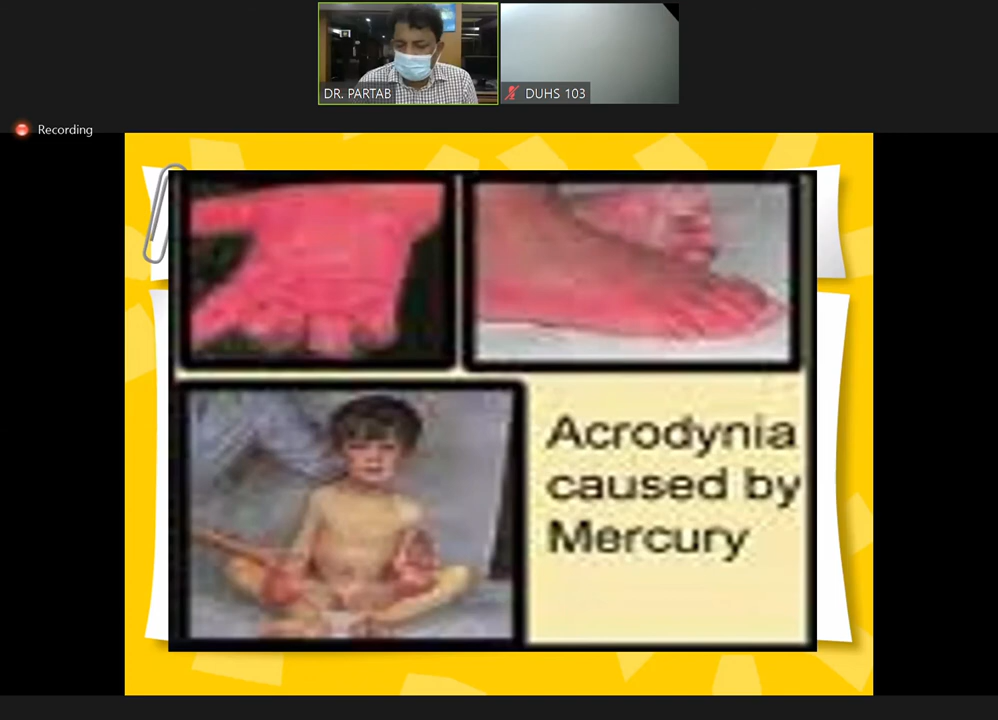 DR. PARTAB
DUHS 103
Recording
Acrodynia
caused by
Mercury